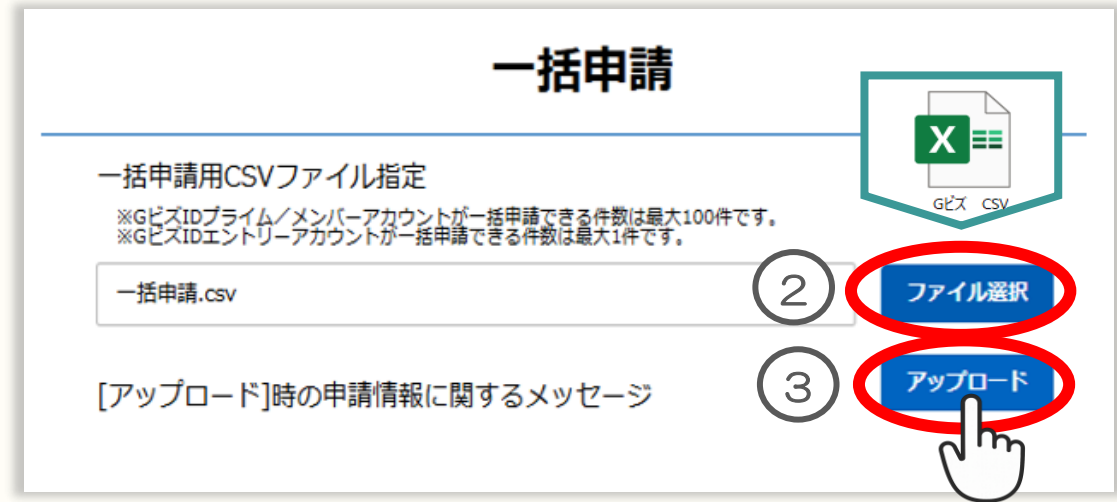 一括申請
X
Gビズ CSV
一括申請用CSVファイル指定
※GビズIDプライム／メンバーアカウントが一括申請できる件数は最大100件です。
※GビズIDエントリーアカウントが一括申請できる件数は最大1件です。
一括申請.csv
②
ファイル選択
[アップロード]時の申請情報に関するメッセージ
③
アップロード